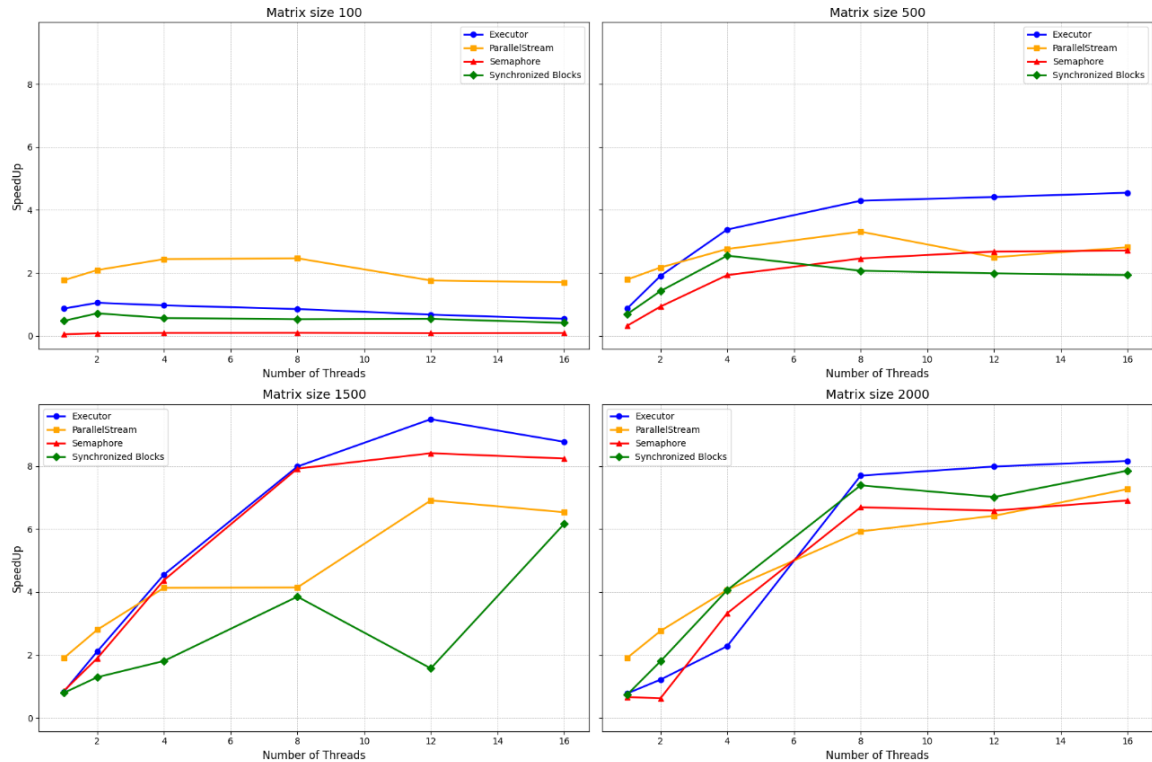 Matrix size 100
Executor
ParallelStream
Semaphore
Synchronized Blocks
SpeedUp
8
6
4
2
0
2 4 6 8 10 12 14 16
Number of Threads
Matrix size 500
Executor
ParallelStream
Semaphore
Synchronized Blocks
2 4 6 8 10 12 14 16
Number of Threads
Matrix size 1500
Executor
ParallelStream
Semaphore
Synchronized Blocks
SpeedUp
8
6
4
2
0
2 4 6 8 10 12 14 16
Number of Threads
Matrix size 2000
Executor
ParallelStream
Semaphore
Synchronized Blocks
2 4 6 8 10 12 14 16
Number of Threads